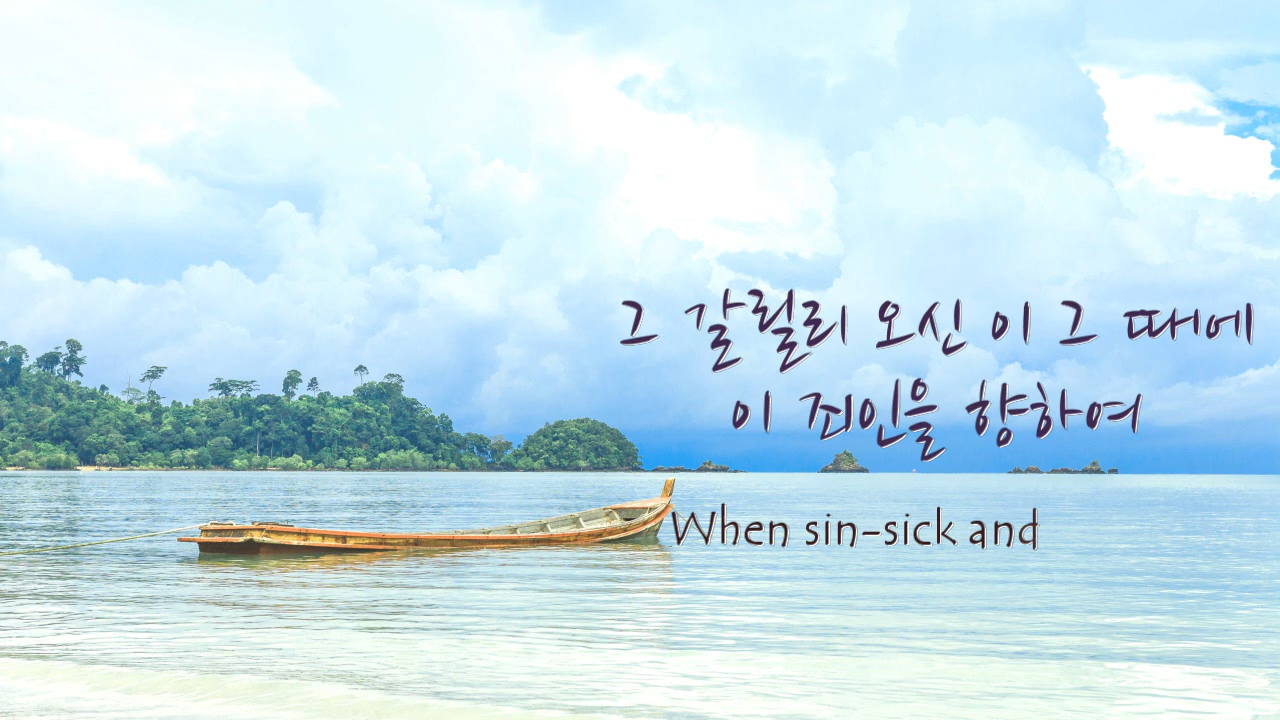 그 갈릴리 오신 이 그 때에
이 죄인을 향하여
When sin-sick and